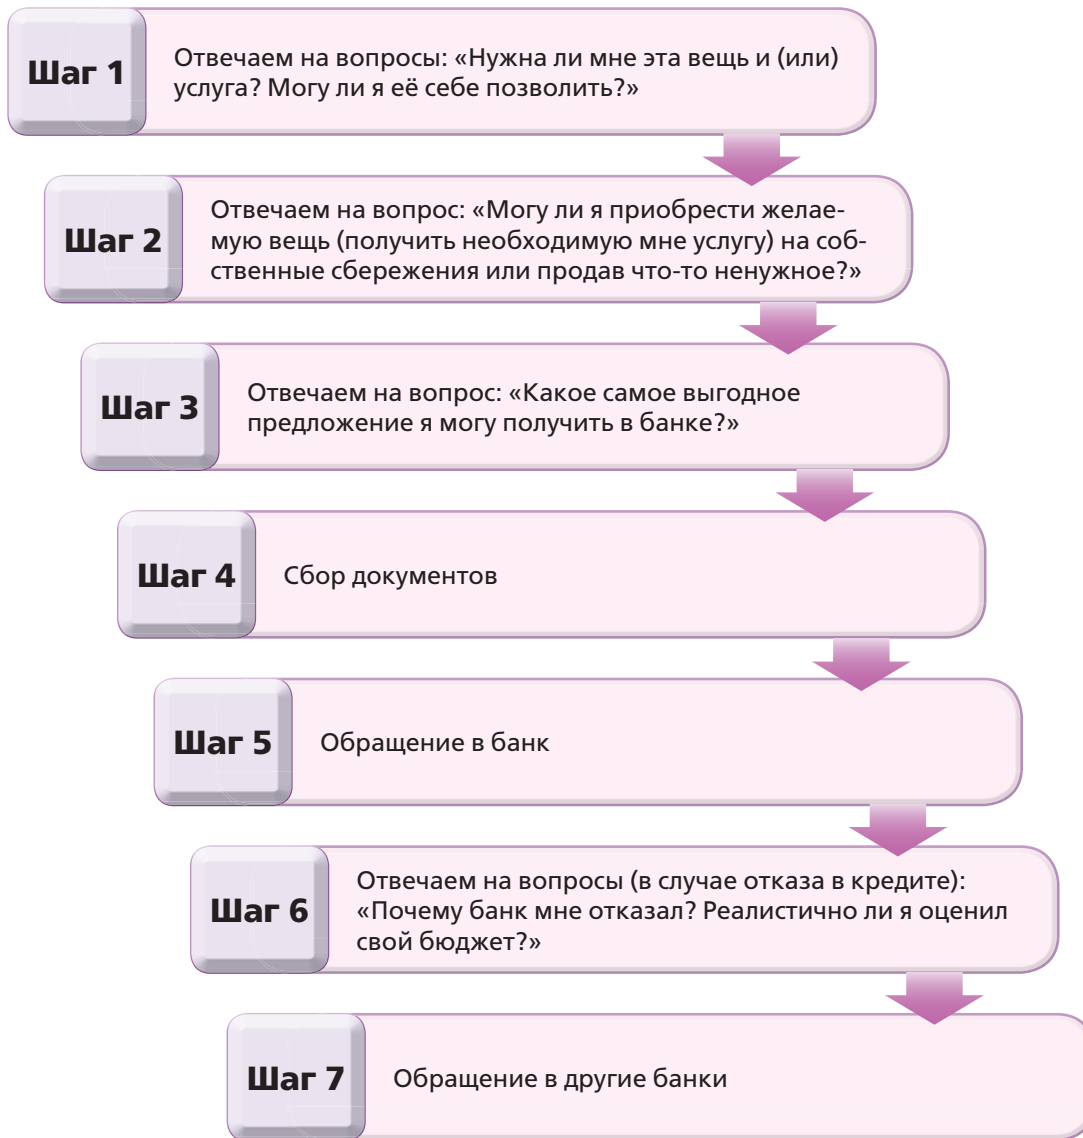 Шаг 1
Отвечаем на вопросы: «Нужна ли мне эта вещь и (или)
услуга? Могу ли я её себе позволить?»
Шаг 2
Отвечаем на вопрос: «Могу ли я приобрести желае-
мую вещь (получить необходимую мне услугу) на соб-
ственные сбережения или продав что-то ненужное?»
Шаг 3
Отвечаем на вопрос: «Какое самое выгодное
предложение я могу получить в банке?»
Шаг 4
Сбор документов
Шаг 5
Обращение в банк
Шаг 6
Отвечаем на вопросы (в случае отказа в кредите):
«Почему банк мне отказал? Реалистично ли я оценил
свой бюджет?»
Шаг 7
Обращение в другие банки